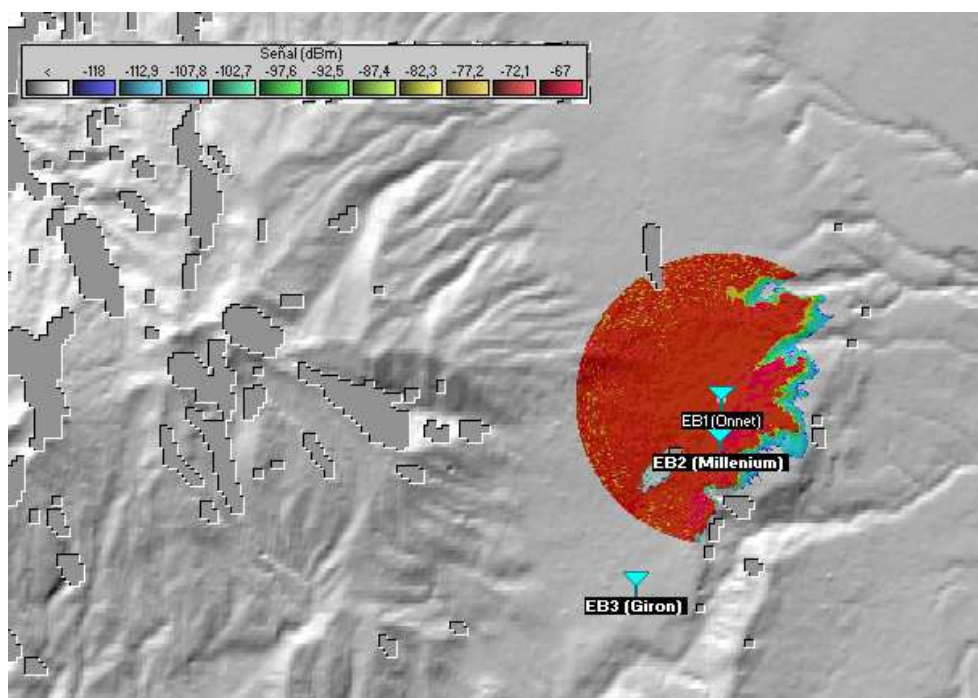 Señal (dBm)
< -118 -112,9 -107,8 -102,7 -97,6 -92,5 -87,4 -82,3 -77,2 -72,1 -67
EB1(Onnet)
EB2 (Millenium)
EB3 (Giron)